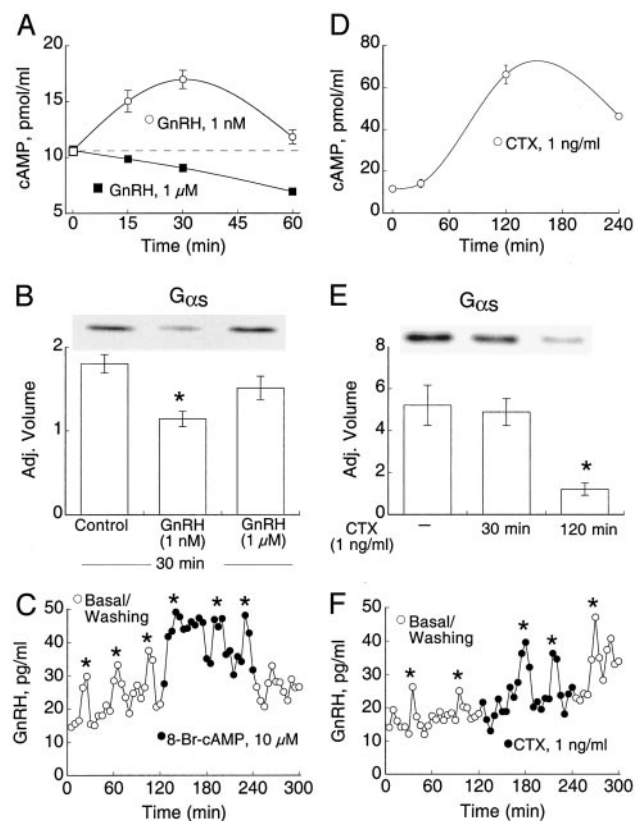 A
cAMP, pmol/ml
20
15
10
5
GnRH, 1 nM
GnRH, 1 µM
0 15 30 45 60
Time (min)
D
cAMP, pmol/ml
80
60
40
20
0
CTX, 1 ng/ml
0 60 120 180 240
Time (min)
B
Gαs
Adj. Volume
2
1
0
*
Control GnRH (1 nM) GnRH (1 µM)
30 min
E
Gαs
Adj. Volume
8
6
4
2
0
*
CTX (1 ng/ml) – 30 min 120 min
C
GnRH, pg/ml
50
40
30
20
10
0
Basal/
Washing
* * * * * *
8-Br-cAMP, 10 µM
0 60 120 180 240 300
Time (min)
F
GnRH, pg/ml
50
40
30
20
10
0
Basal/
Washing
* * * * *
CTX, 1 ng/ml
0 60 120 180 240 300
Time (min)